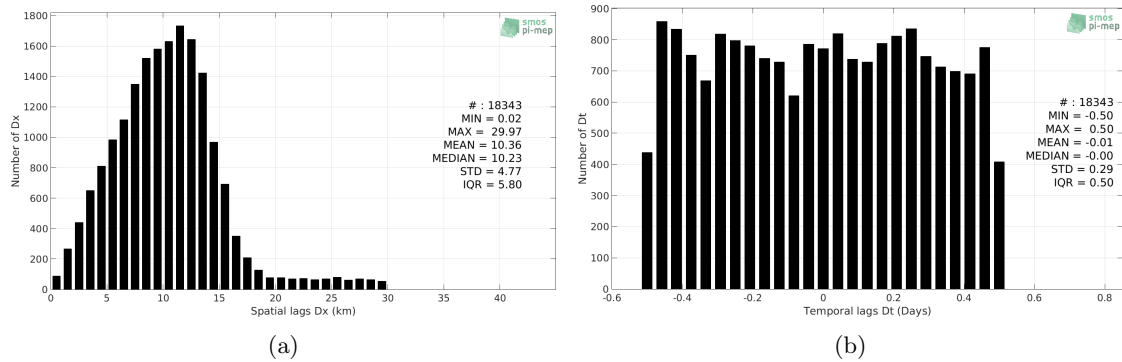 smos
pi-mep
1800
1600
1400
1200
1000
800
600
400
200
0
Number of Dx
# : 18343
MIN = 0.02
MAX = 29.97
MEAN = 10.36
MEDIAN = 10.23
STD = 4.77
IQR = 5.80
0 5 10 15 20 25 30 35 40
Spatial lags Dx (km)
(a)
smos
pi-mep
900
800
700
600
500
400
300
200
100
0
Number of Dt
# : 18343
MIN = -0.50
MAX = 0.50
MEAN = -0.01
MEDIAN = -0.00
STD = 0.29
IQR = 0.50
-0.6 -0.4 -0.2 0 0.2 0.4 0.6 0.8
Temporal lags Dt (Days)
(b)